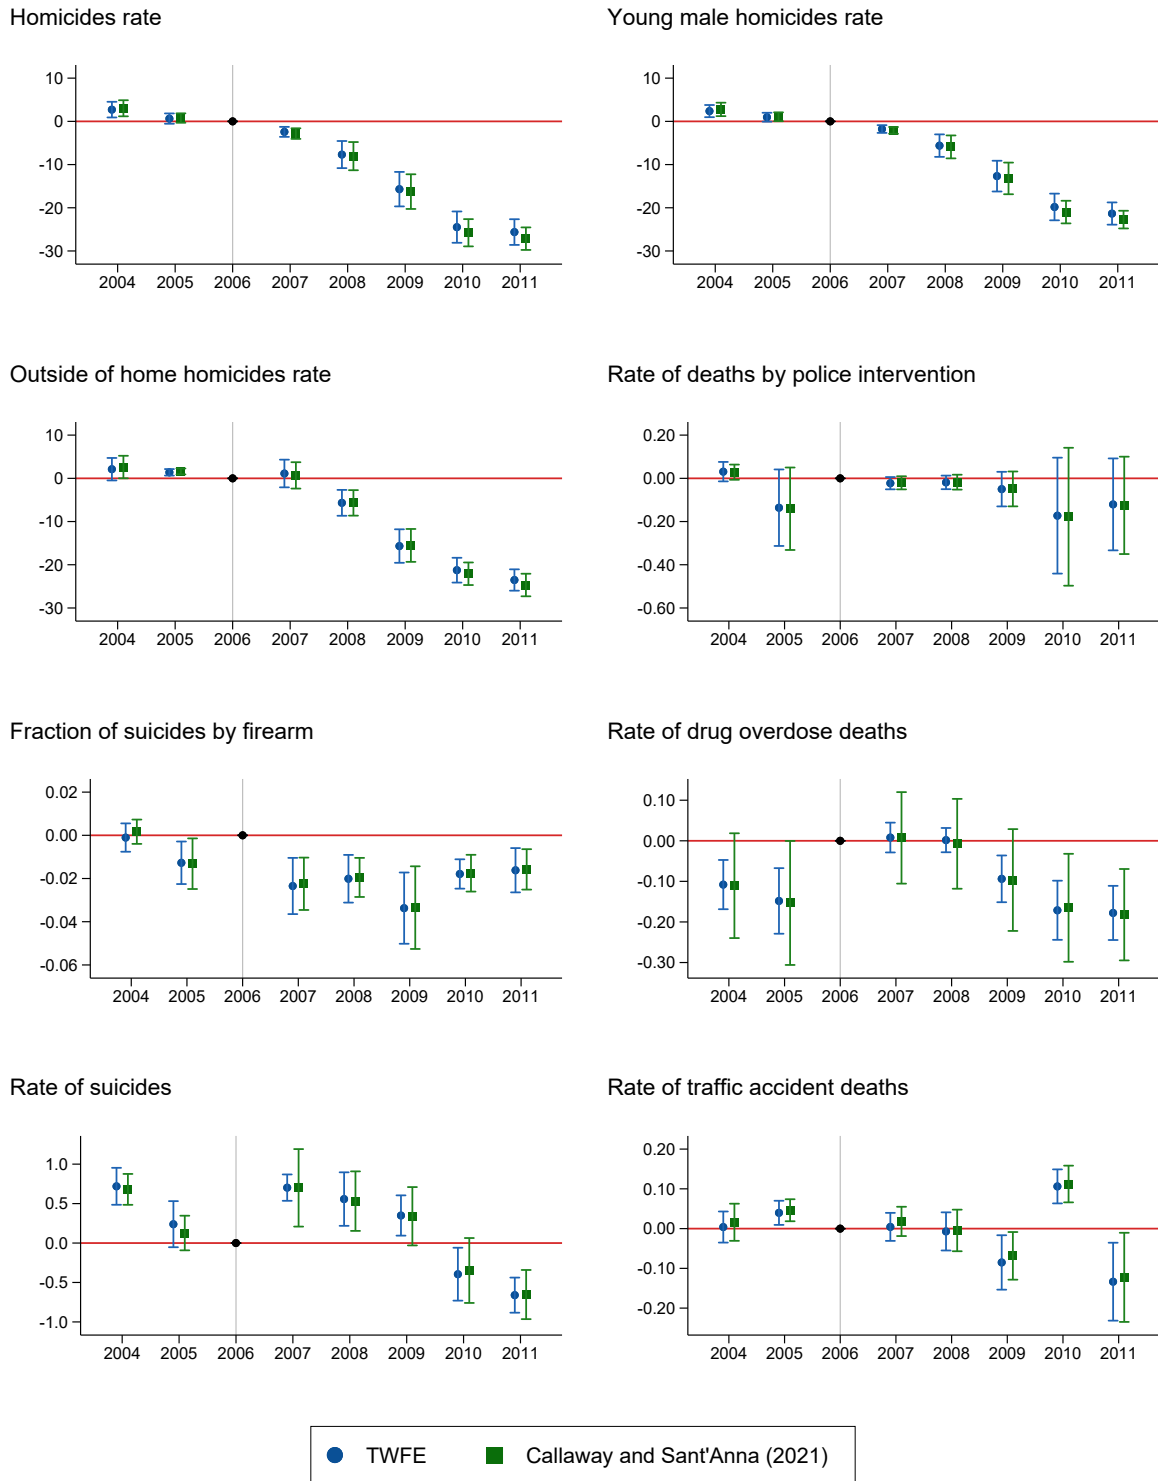 Homicides rate
10
0
-10
-20
-30
2004 2005 2006 2007 2008 2009 2010 2011
Young male homicides rate
10
0
-10
-20
-30
2004 2005 2006 2007 2008 2009 2010 2011
Outside of home homicides rate
10
0
-10
-20
-30
2004 2005 2006 2007 2008 2009 2010 2011
Rate of deaths by police intervention
0.20
0.00
-0.20
-0.40
-0.60
2004 2005 2006 2007 2008 2009 2010 2011
Fraction of suicides by firearm
0.02
0.00
-0.02
-0.04
-0.06
2004 2005 2006 2007 2008 2009 2010 2011
Rate of drug overdose deaths
0.10
0.00
-0.10
-0.20
-0.30
2004 2005 2006 2007 2008 2009 2010 2011
Rate of suicides
1.0
0.5
0.0
-0.5
-1.0
2004 2005 2006 2007 2008 2009 2010 2011
Rate of traffic accident deaths
0.20
0.10
0.00
-0.10
-0.20
2004 2005 2006 2007 2008 2009 2010 2011
TWFE Callaway and Sant'Anna (2021)